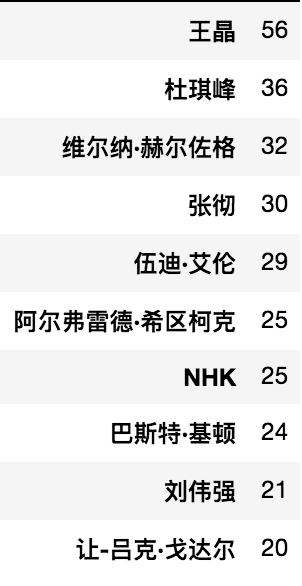 王晶 56
杜琪峰 36
维尔纳·赫尔佐格 32
张彻 30
伍迪·艾伦 29
阿尔弗雷德·希区柯克 25
NHK 25
巴斯特·基顿 24
刘伟强 21
让-吕克·戈达尔 20